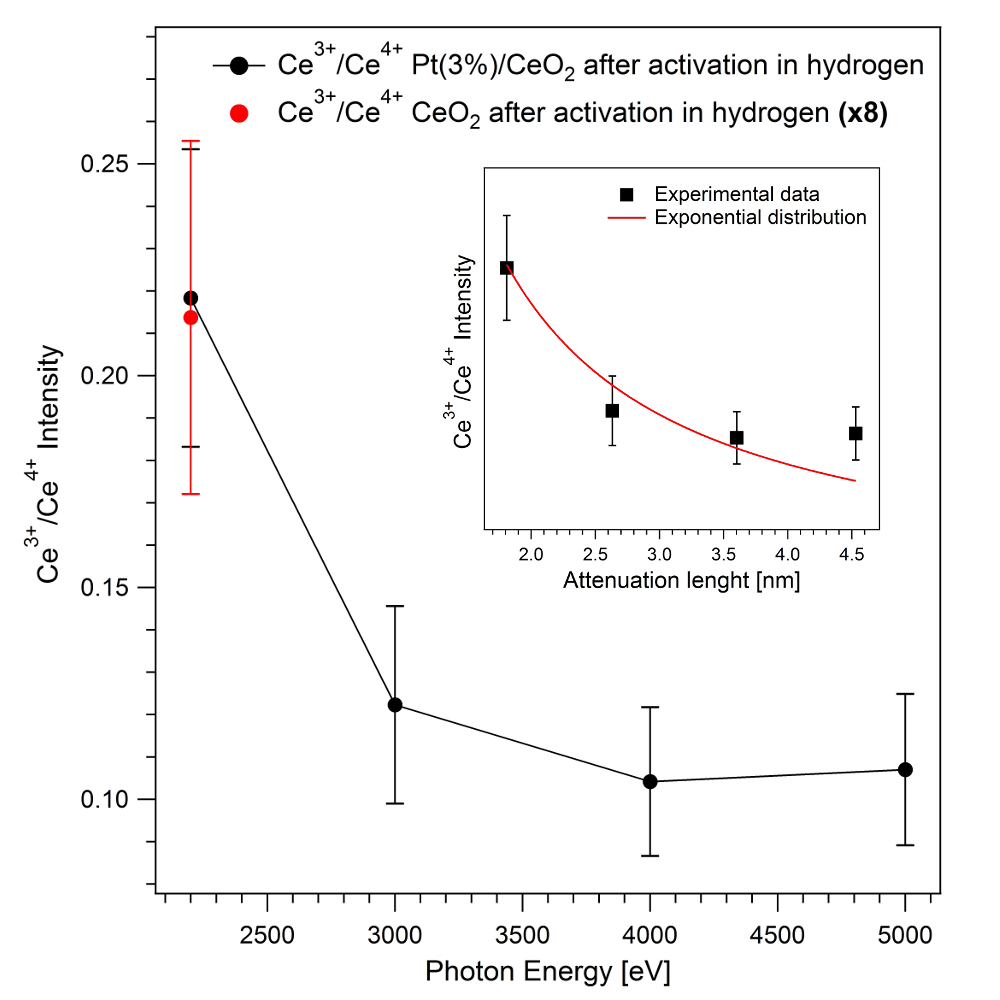 Ce3+/Ce4+ Pt(3%)/CeO2 after activation in hydrogen
Ce3+/Ce4+ CeO2 after activation in hydrogen (x8)
Ce3+/Ce4+ Intensity
0.25
0.20
0.15
0.10
2500 3000 3500 4000 4500 5000
Photon Energy [eV]
Experimental data
Exponential distribution
Ce3+/Ce4+ Intensity
2.0 2.5 3.0 3.5 4.0 4.5
Attenuation lenght [nm]